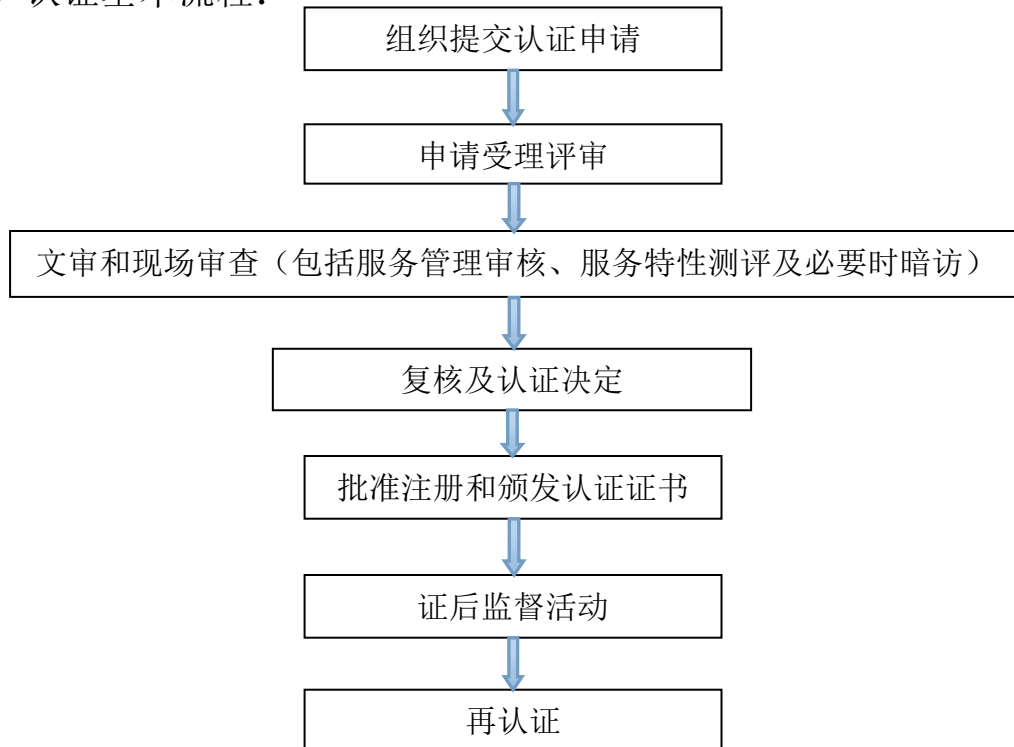 认证基本流程：
组织提交认证申请
申请受理评审
文审和现场审查（包括服务管理审核、服务特性测评及必要时暗访）
复核及认证决定
批准注册和颁发认证证书
证后监督活动
再认证